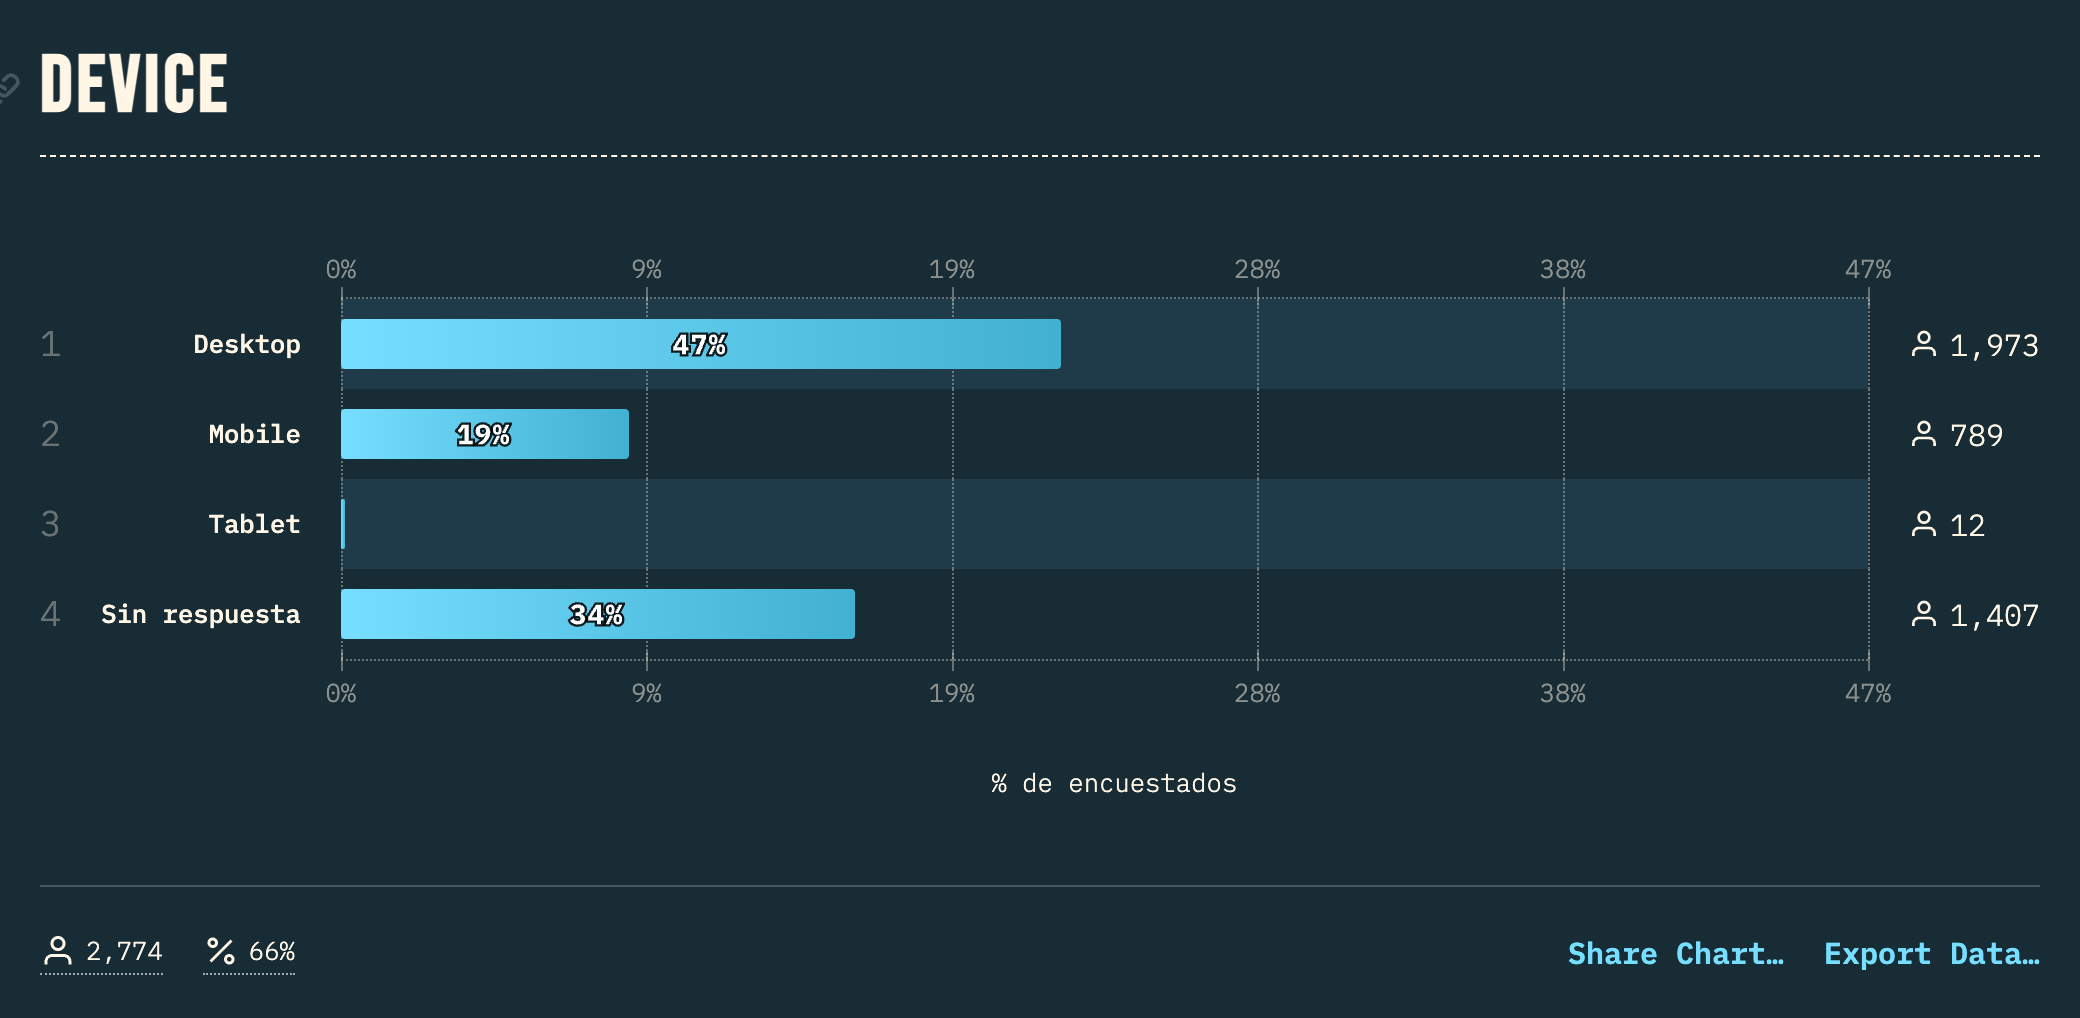 DEVICE
0% 9% 19% 28% 38% 47%
1 Desktop 47% 1,973
2 Mobile 19% 789
3 Tablet 12
4 Sin respuesta 34% 1,407
0% 9% 19% 28% 38% 47%
% de encuestados
2,774 % 66% Share Chart… Export Data…